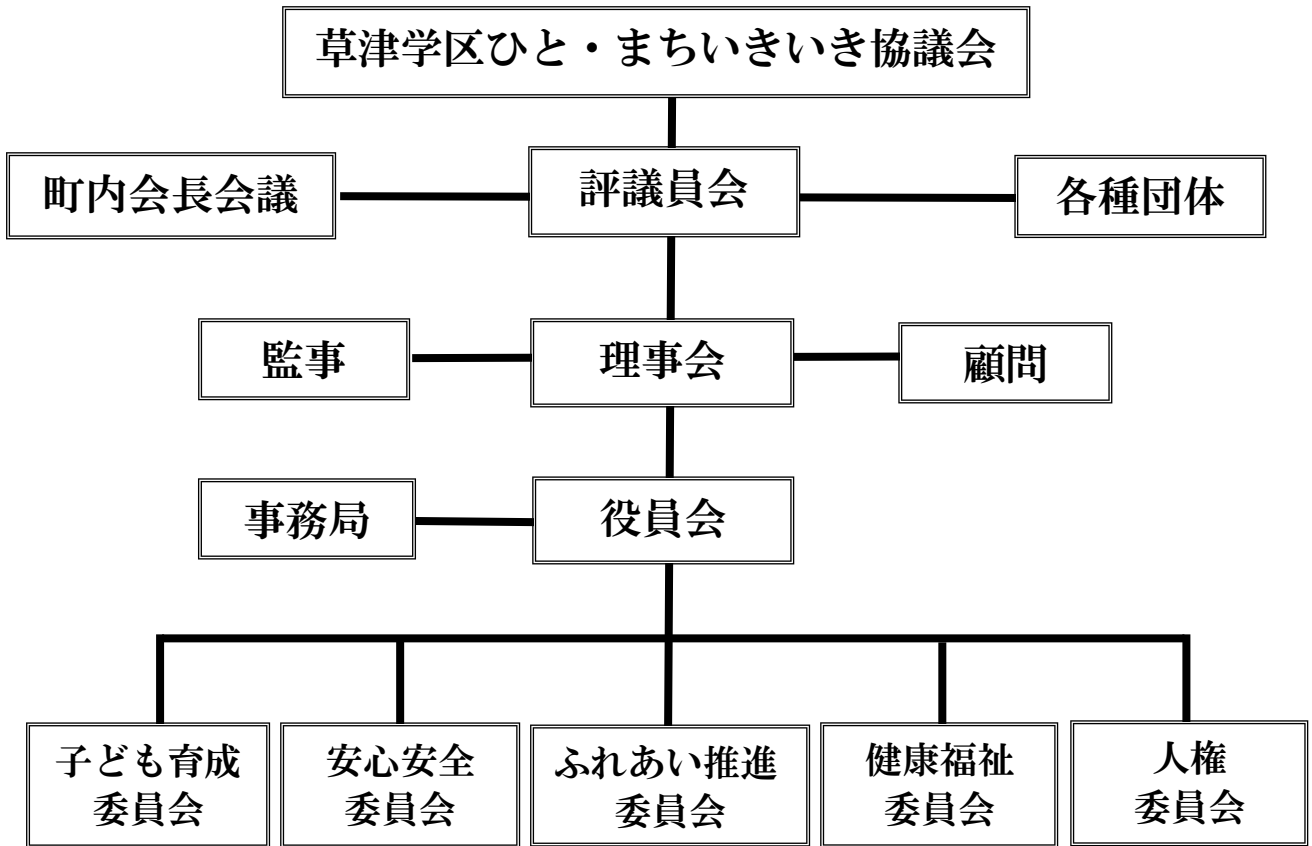 草津学区ひと・まちいきいき協議会
町内会長会議
評議員会
各種団体
監事
理事会
顧問
事務局
役員会
子ども育成
委員会
安心安全
委員会
ふれあい推進
委員会
健康福祉
委員会
人権
委員会